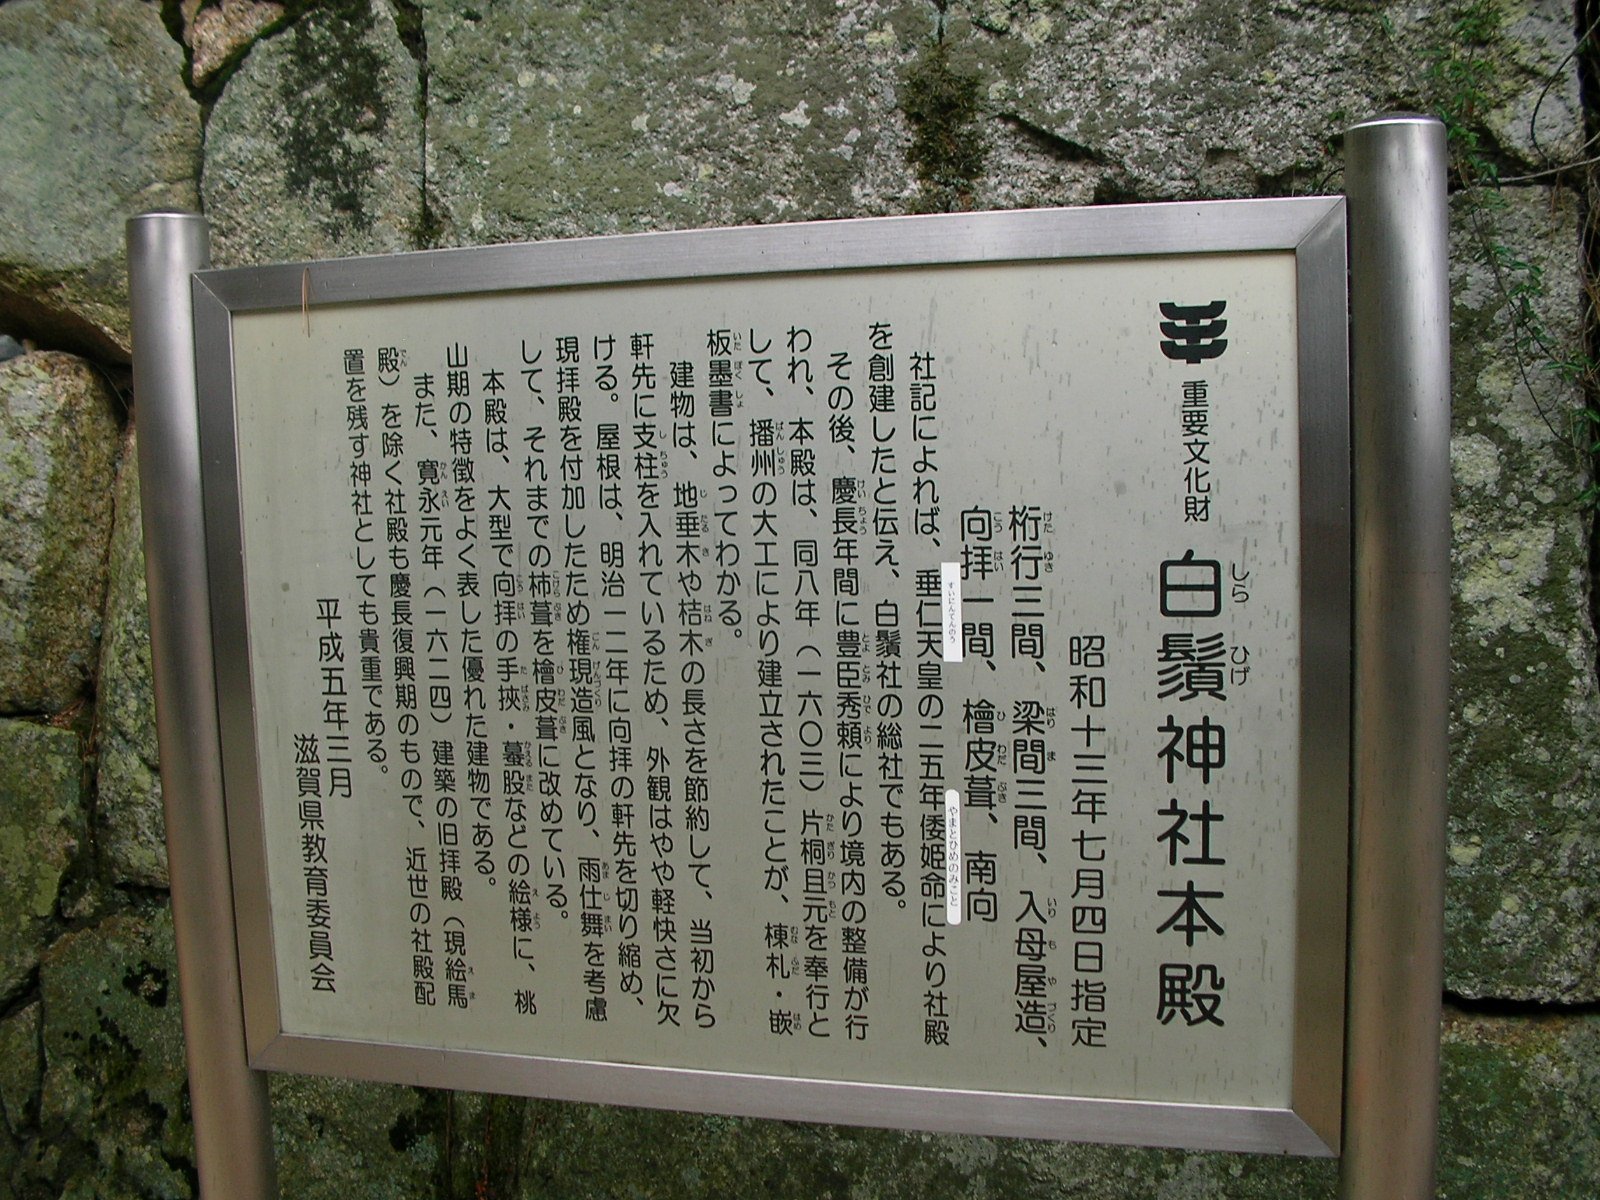 重要文化財 白鬚神社本殿
昭和十三年七月四日指定
桁行三間、梁間三間、入母屋造、
向拝一間、檜皮葺、南向
社記によれば、垂仁天皇の二五年倭姫命により社殿
を創建したと伝え、白鬚社の総社でもある。
その後、慶長年間に豊臣秀頼により境内の整備が行
われ、本殿は、同八年（一六〇三）片桐且元を奉行と
して、播州の大工により建立されたことが、棟札・嵌
板墨書によってわかる。
建物は、地垂木や桔木の長さを節約して、当初から
軒先に支柱を入れているため、外観はやや軽快さに欠
ける。屋根は、明治一二年に向拝の軒先を切り縮め、
現拝殿を付加したため権現造風となり、雨仕舞を考慮
して、それまでの杮葺を檜皮葺に改めている。
本殿は、大型で向拝の手挾・蟇股などの絵様に、桃
山期の特徴をよく表した優れた建物である。
また、寛永元年（一六二四）建築の旧拝殿（現絵馬
殿）を除く社殿も慶長復興期のもので、近世の社殿配
置を残す神社としても貴重である。
平成五年三月
滋賀県教育委員会